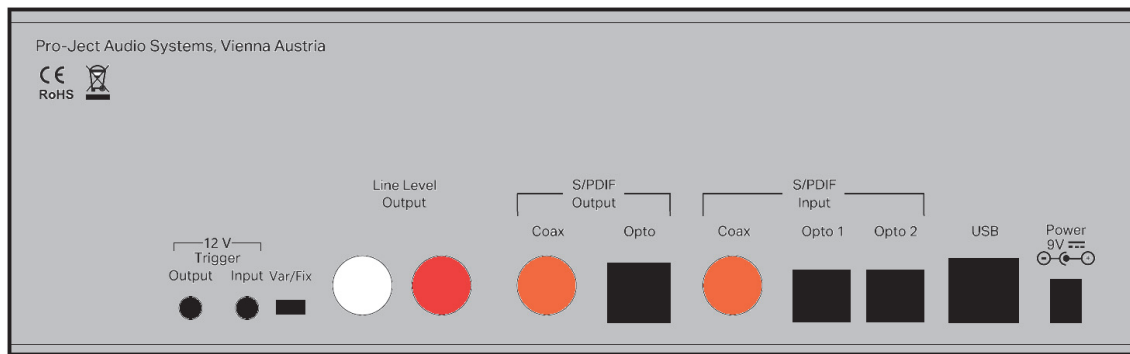 Pro-Ject Audio Systems, Vienna Austria
CE
RoHS
Line Level
Output
S/PDIF
Output
S/PDIF
Input
Coax
Opto
Coax
Opto 1
Opto 2
USB
Power
9V
12 V
Trigger
Output
Input
Var/Fix